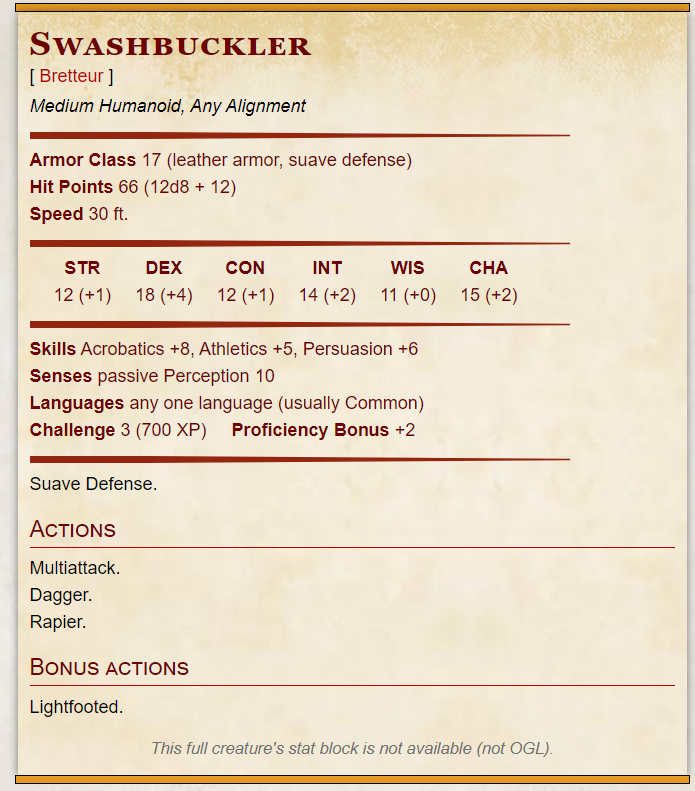 Swashbuckler
[ Bretteur ]
Medium Humanoid, Any Alignment
Armor Class 17 (leather armor, suave defense)
Hit Points 66 (12d8 + 12)
Speed 30 ft.
STR DEX CON INT WIS CHA
12 (+1) 18 (+4) 12 (+1) 14 (+2) 11 (+0) 15 (+2)
Skills Acrobatics +8, Athletics +5, Persuasion +6
Senses passive Perception 10
Languages any one language (usually Common)
Challenge 3 (700 XP) Proficiency Bonus +2
Suave Defense.
Actions
Multiattack.
Dagger.
Rapier.
Bonus actions
Lightfooted.
This full creature's stat block is not available (not OGL).